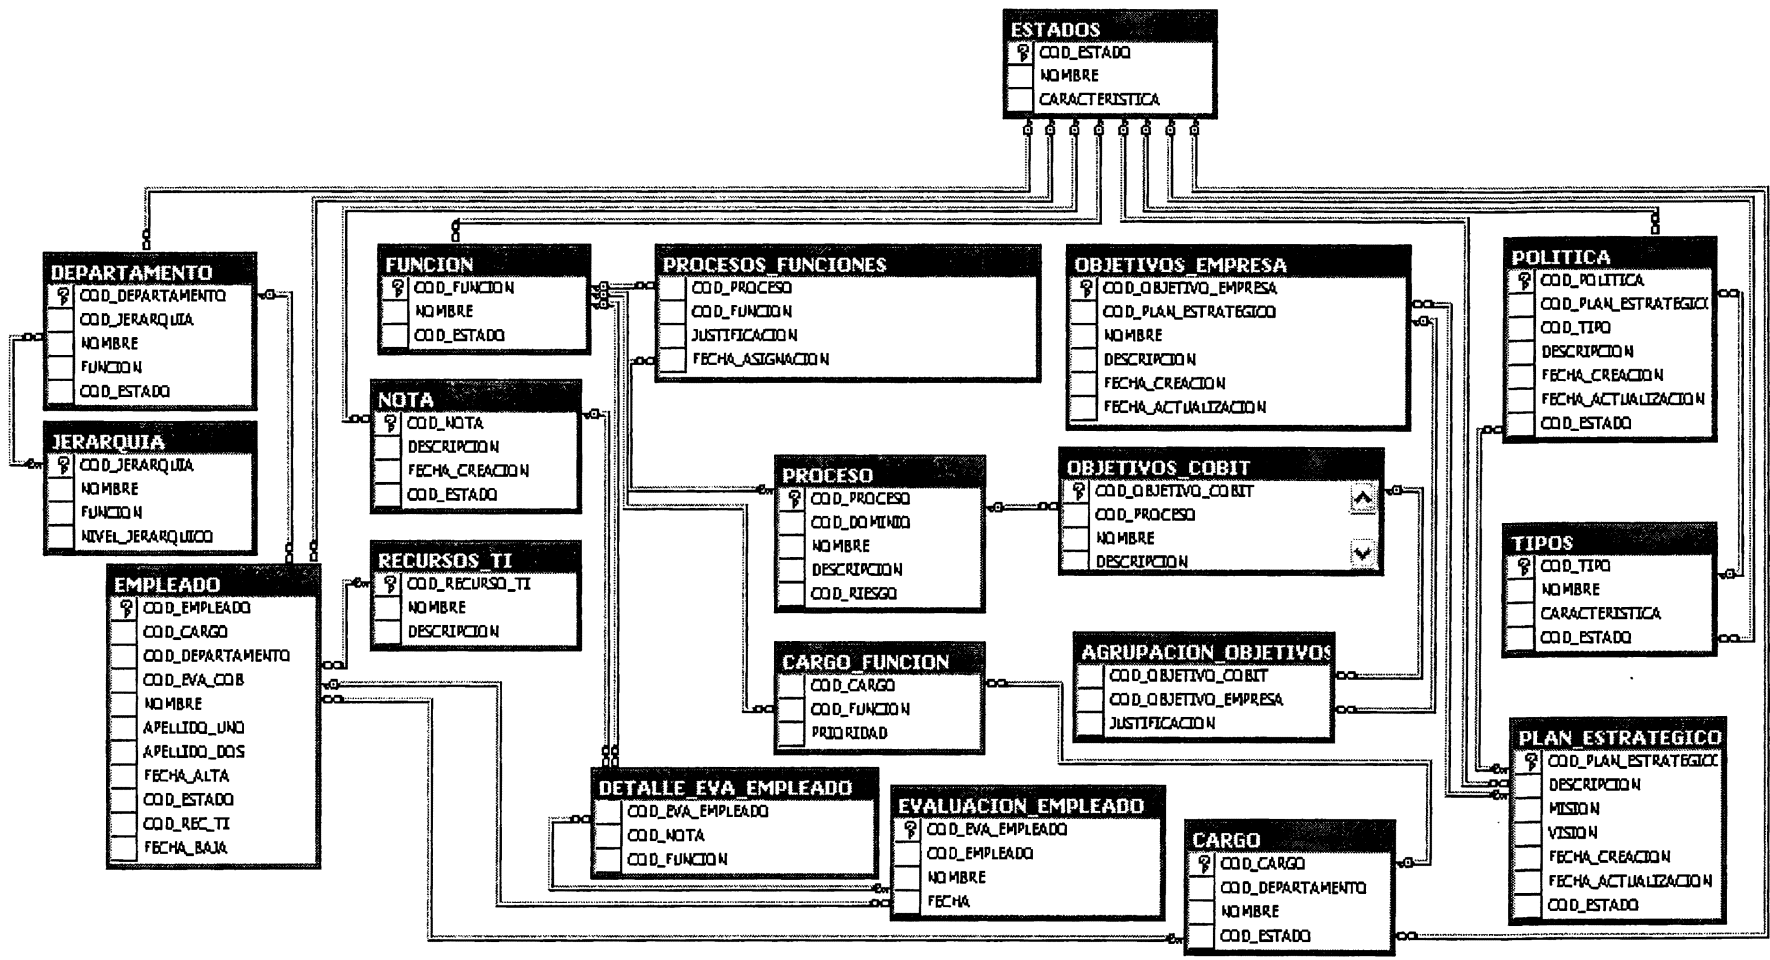 ESTADOS
COD_ESTADO
NOMBRE
CARACTERISTICA
DEPARTAMENTO
COD_DEPARTAMENTO
COD_JERARQUIA
NOMBRE
FUNCION
COD_ESTADO
JERARQUIA
COD_JERARQUIA
NOMBRE
FUNCION
NIVEL_JERARQUICO
EMPLEADO
COD_EMPLEADO
COD_CARGO
COD_DEPARTAMENTO
COD_EVA_COB
NOMBRE
APELLIDO_UNO
APELLIDO_DOS
FECHA_ALTA
COD_ESTADO
COD_REC_TI
FECHA_BAJA
FUNCION
COD_FUNCION
NOMBRE
COD_ESTADO
NOTA
COD_NOTA
DESCRIPCION
FECHA_CREACION
COD_ESTADO
RECURSOS_TI
COD_RECURSO_TI
NOMBRE
DESCRIPCION
PROCESOS_FUNCIONES
COD_PROCESO
COD_FUNCION
JUSTIFICACION
FECHA_ASIGNACION
PROCESO
COD_PROCESO
COD_DOMINIO
NOMBRE
DESCRIPCION
COD_RIESGO
CARGO_FUNCION
COD_CARGO
COD_FUNCION
PRIORIDAD
DETALLE_EVA_EMPLEADO
COD_EVA_EMPLEADO
COD_NOTA
COD_FUNCION
EVALUACION_EMPLEADO
COD_EVA_EMPLEADO
COD_EMPLEADO
NOMBRE
FECHA
OBJETIVOS_EMPRESA
COD_OBJETIVO_EMPRESA
COD_PLAN_ESTRATEGICO
NOMBRE
DESCRIPCION
FECHA_CREACION
FECHA_ACTUALIZACION
OBJETIVOS_COBIT
COD_OBJETIVO_COBIT
COD_PROCESO
NOMBRE
DESCRIPCION
AGRUPACION_OBJETIVOS
COD_OBJETIVO_COBIT
COD_OBJETIVO_EMPRESA
JUSTIFICACION
CARGO
COD_CARGO
COD_DEPARTAMENTO
NOMBRE
COD_ESTADO
POLITICA
COD_POLITICA
COD_PLAN_ESTRATEGICO
COD_TIPO
DESCRIPCION
FECHA_CREACION
FECHA_ACTUALIZACION
COD_ESTADO
TIPOS
COD_TIPO
NOMBRE
CARACTERISTICA
COD_ESTADO
PLAN_ESTRATEGICO
COD_PLAN_ESTRATEGICO
DESCRIPCION
MISION
VISION
FECHA_CREACION
FECHA_ACTUALIZACION
COD_ESTADO